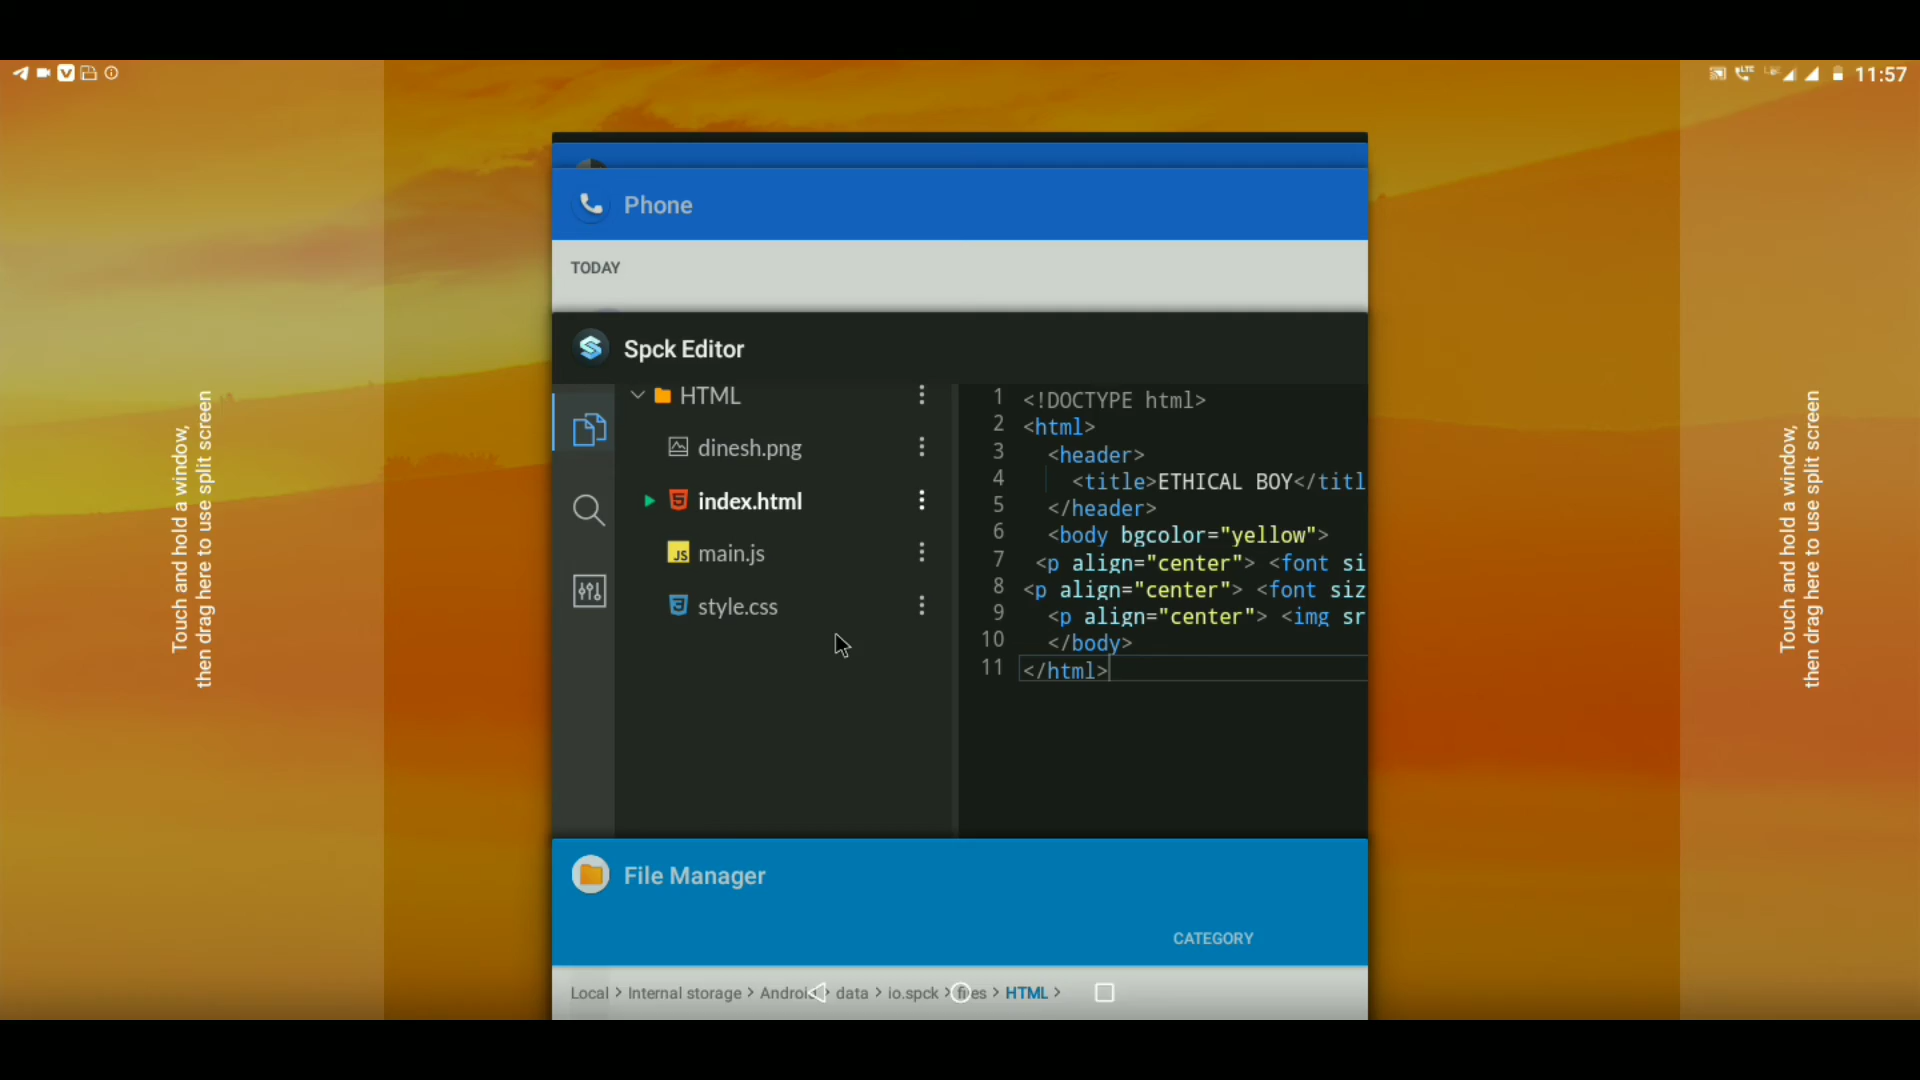 11:57
Touch and hold a window,
then drag here to use split screen
Phone
TODAY
Spck Editor
HTML
dinesh.png
index.html
main.js
style.css
1 <!DOCTYPE html>
2 <html>
3 <header>
4 <title>ETHICAL BOY</titl
5 </header>
6 <body bgcolor="yellow">
7 <p align="center"> <font si
8 <p align="center"> <font siz
9 <p align="center"> <img sr
10 </body>
11 </html>
File Manager
CATEGORY
Local > Internal storage > Android > data > io.spck > files > HTML >
Touch and hold a window,
then drag here to use split screen